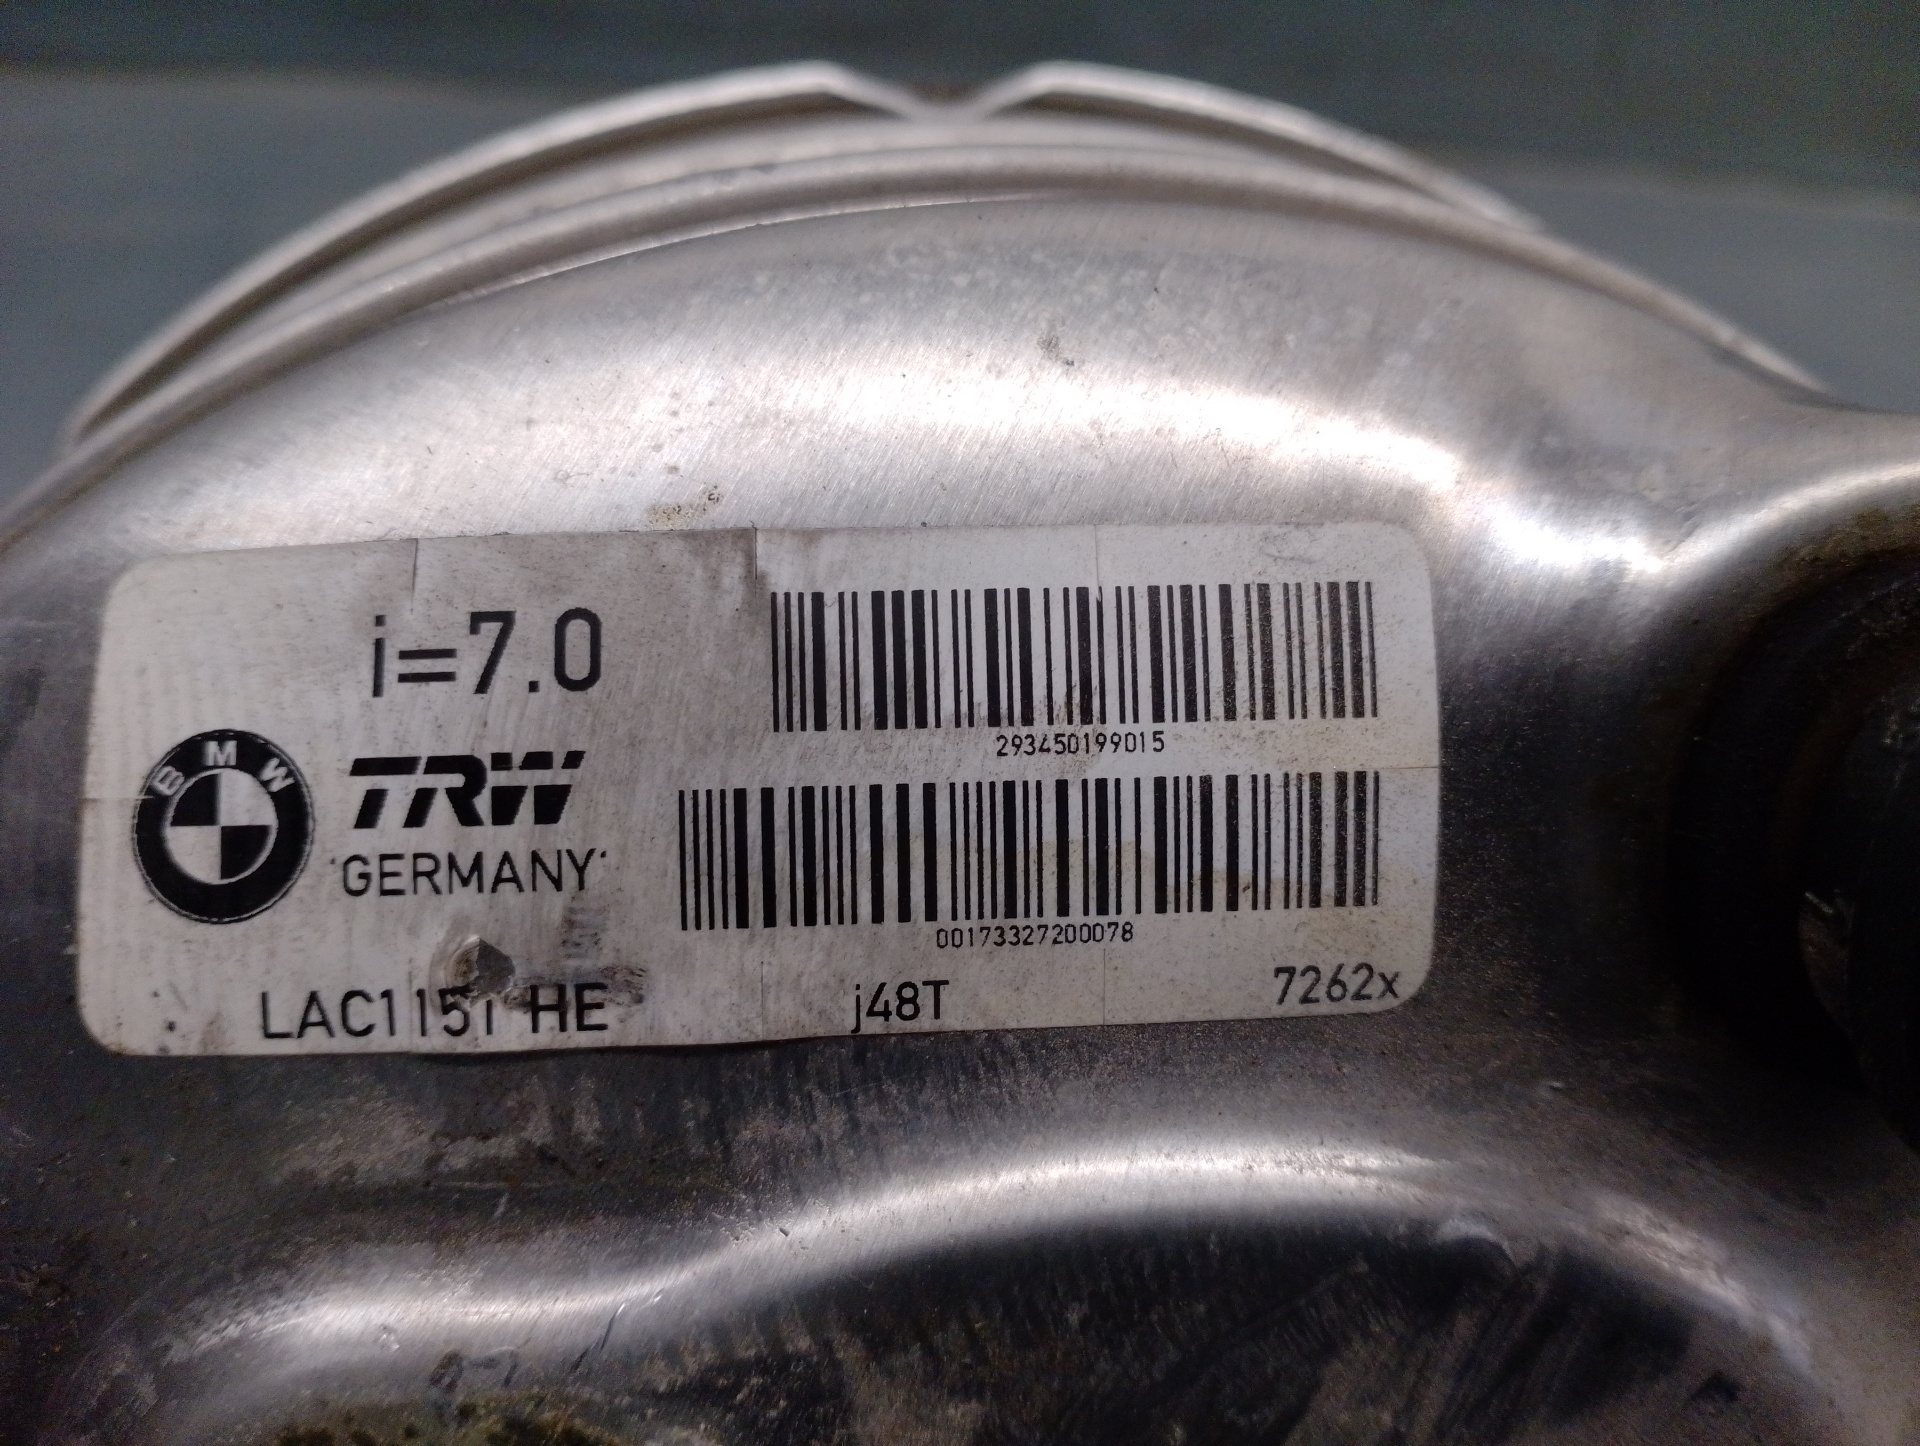 i=7.0
293450199015
BMW
TRW
GERMANY
00173327200078
LAC1151 HE
j48T
7262x